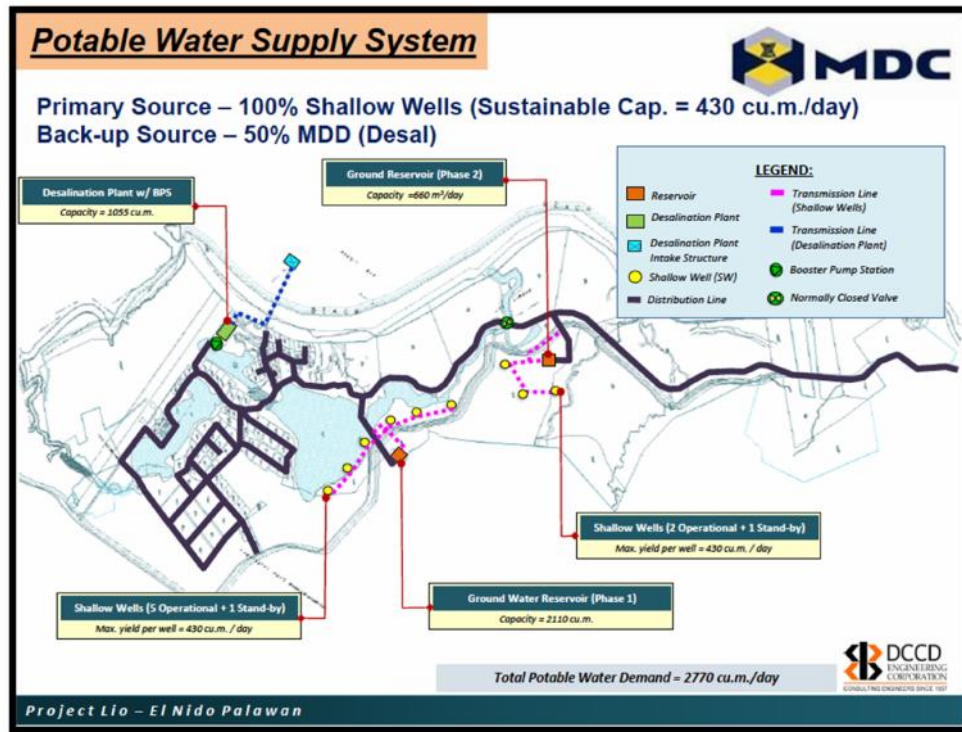 Potable Water Supply System
MDC
Primary Source – 100% Shallow Wells (Sustainable Cap. = 430 cu.m./day)
Back-up Source – 50% MDD (Desal)
Ground Reservoir (Phase 2)
Capacity =660 m³/day
Desalination Plant w/ BPS
Capacity = 1055 cu.m.
LEGEND:
Reservoir
Desalination Plant
Desalination Plant
Intake Structure
Shallow Well (SW)
Distribution Line
Transmission Line
(Shallow Wells)
Transmission Line
(Desalination Plant)
Booster Pump Station
Normally Closed Valve
BEACH
Shallow Wells (2 Operational + 1 Stand-by)
Max. yield per well = 430 cu.m. / day
Shallow Wells (5 Operational + 1 Stand-by)
Max. yield per well = 430 cu.m. / day
Ground Water Reservoir (Phase 1)
Capacity = 2110 cu.m.
Total Potable Water Demand = 2770 cu.m./day
DCCD
ENGINEERING
CORPORATION
CONSULTING ENGINEERS SINCE 1957
Project Lio – El Nido Palawan